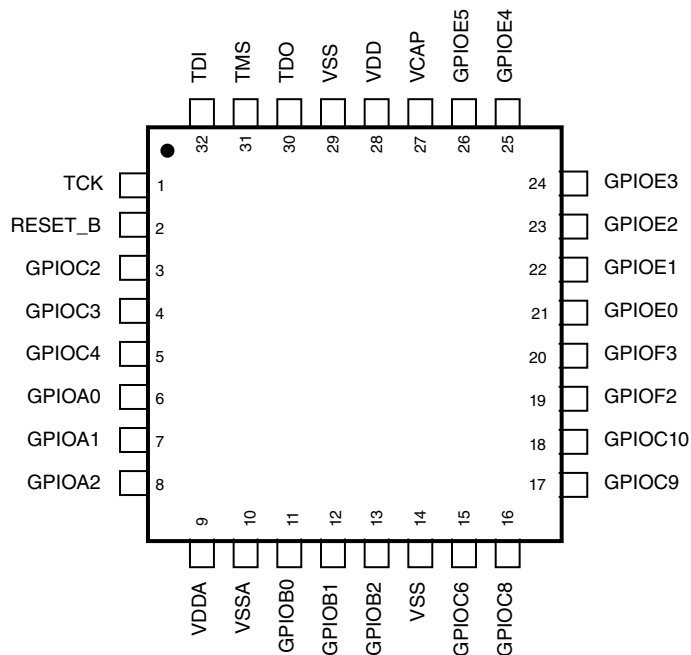 TDI
TMS
TDO
VSS
VDD
VCAP
GPIOE5
GPIOE4
32
31
30
29
28
27
26
25
TCK 1
RESET_B 2
GPIOC2 3
GPIOC3 4
GPIOC4 5
GPIOA0 6
GPIOA1 7
GPIOA2 8
24 GPIOE3
23 GPIOE2
22 GPIOE1
21 GPIOE0
20 GPIOF3
19 GPIOF2
18 GPIOC10
17 GPIOC9
9
10
11
12
13
14
15
16
VDDA
VSSA
GPIOB0
GPIOB1
GPIOB2
VSS
GPIOC6
GPIOC8